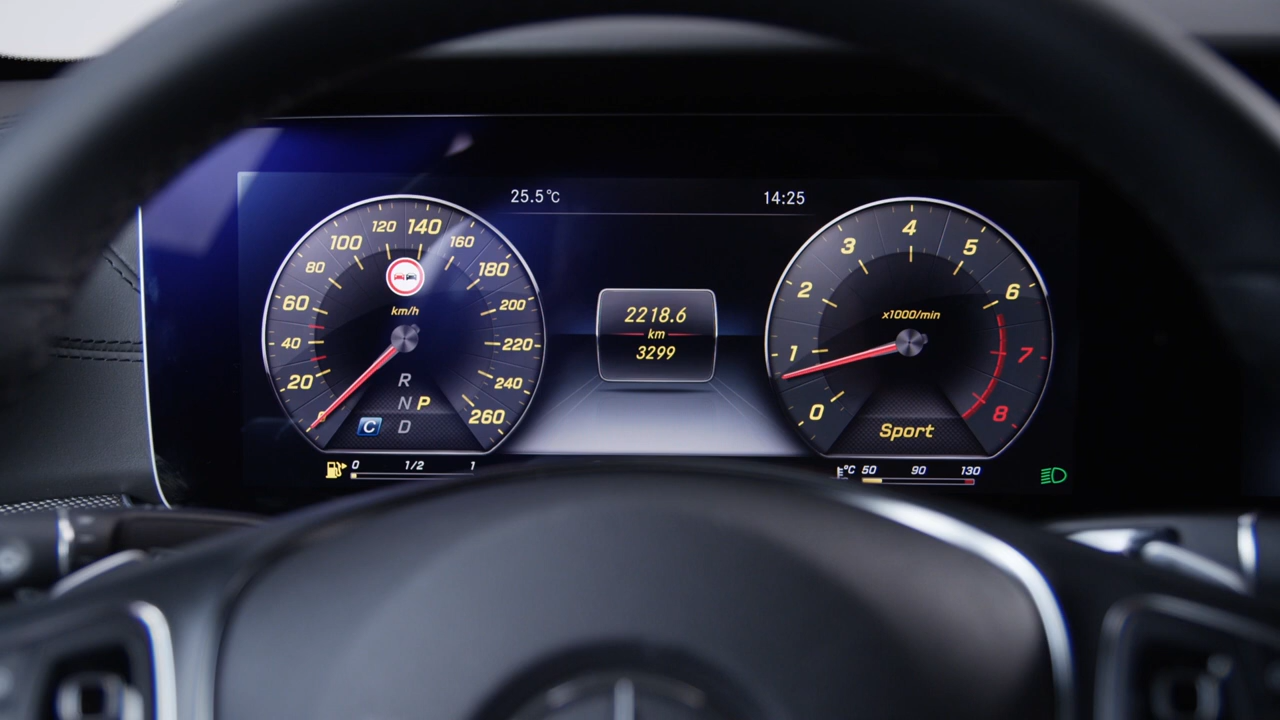 25.5°C
14:25
0 20 40 60 80 100 120 140 160 180 200 220 240 260
km/h
R
N P
D
C
2218.6
km
3299
0 1 2 3 4 5 6 7 8
x1000/min
Sport
0 1/2 1
°C 50 90 130